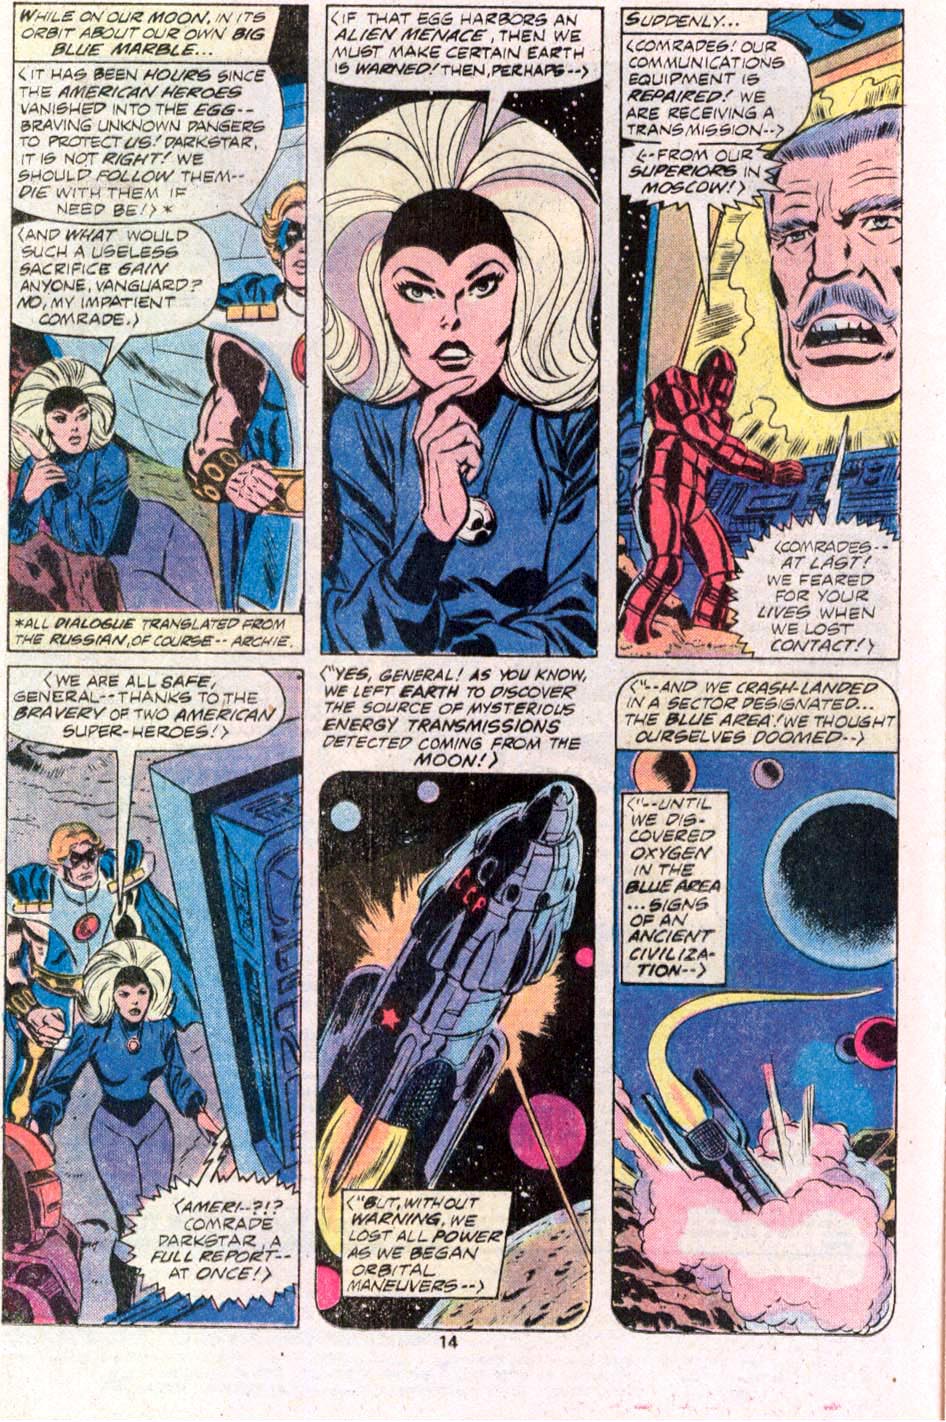 WHILE ON OUR MOON, IN ITS
ORBIT ABOUT OUR OWN BIG
BLUE MARBLE...
<IT HAS BEEN HOURS SINCE
THE AMERICAN HEROES
VANISHED INTO THE EGG--
BRAVING UNKNOWN DANGERS
TO PROTECT US! DARKSTAR,
IT IS NOT RIGHT! WE
SHOULD FOLLOW THEM--
DIE WITH THEM IF
NEED BE!> *
<AND WHAT WOULD
SUCH A USELESS
SACRIFICE GAIN
ANYONE, VANGUARD?
NO, MY IMPATIENT
COMRADE.>
*ALL DIALOGUE TRANSLATED FROM
THE RUSSIAN, OF COURSE-- ARCHIE.
<IF THAT EGG HARBORS AN
ALIEN MENACE, THEN WE
MUST MAKE CERTAIN EARTH
IS WARNED! THEN, PERHAPS-->
SUDDENLY...
<COMRADES! OUR
COMMUNICATIONS
EQUIPMENT IS
REPAIRED! WE
ARE RECEIVING A
TRANSMISSION-->
<--FROM OUR
SUPERIORS IN
MOSCOW!>
<COMRADES--
AT LAST!
WE FEARED
FOR YOUR
LIVES WHEN
WE LOST
CONTACT!>
<WE ARE ALL SAFE,
GENERAL-- THANKS TO THE
BRAVERY OF TWO AMERICAN
SUPER-HEROES!>
<AMERI--?!?
COMRADE
DARKSTAR, A
FULL REPORT--
AT ONCE!>
<"YES, GENERAL! AS YOU KNOW,
WE LEFT EARTH TO DISCOVER
THE SOURCE OF MYSTERIOUS
ENERGY TRANSMISSIONS
DETECTED COMING FROM THE
MOON!>
CCCP
<"BUT, WITHOUT
WARNING, WE
LOST ALL POWER
AS WE BEGAN
ORBITAL
MANEUVERS-->
<"--AND WE CRASH-LANDED
IN A SECTOR DESIGNATED...
THE BLUE AREA! WE THOUGHT
OURSELVES DOOMED-->
<"--UNTIL
WE DIS-
COVERED
OXYGEN
IN THE
BLUE AREA
...SIGNS
OF AN
ANCIENT
CIVILIZA-
TION-->
14